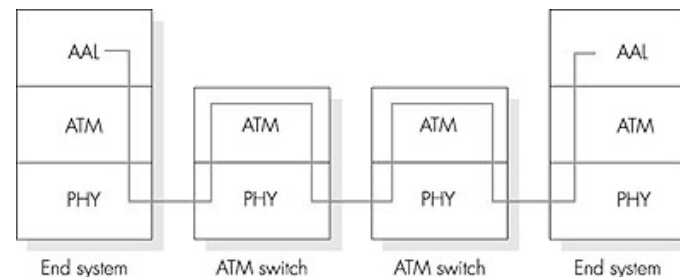 AAL AAL
ATM ATM ATM ATM
PHY PHY PHY PHY
End system ATM switch ATM switch End system